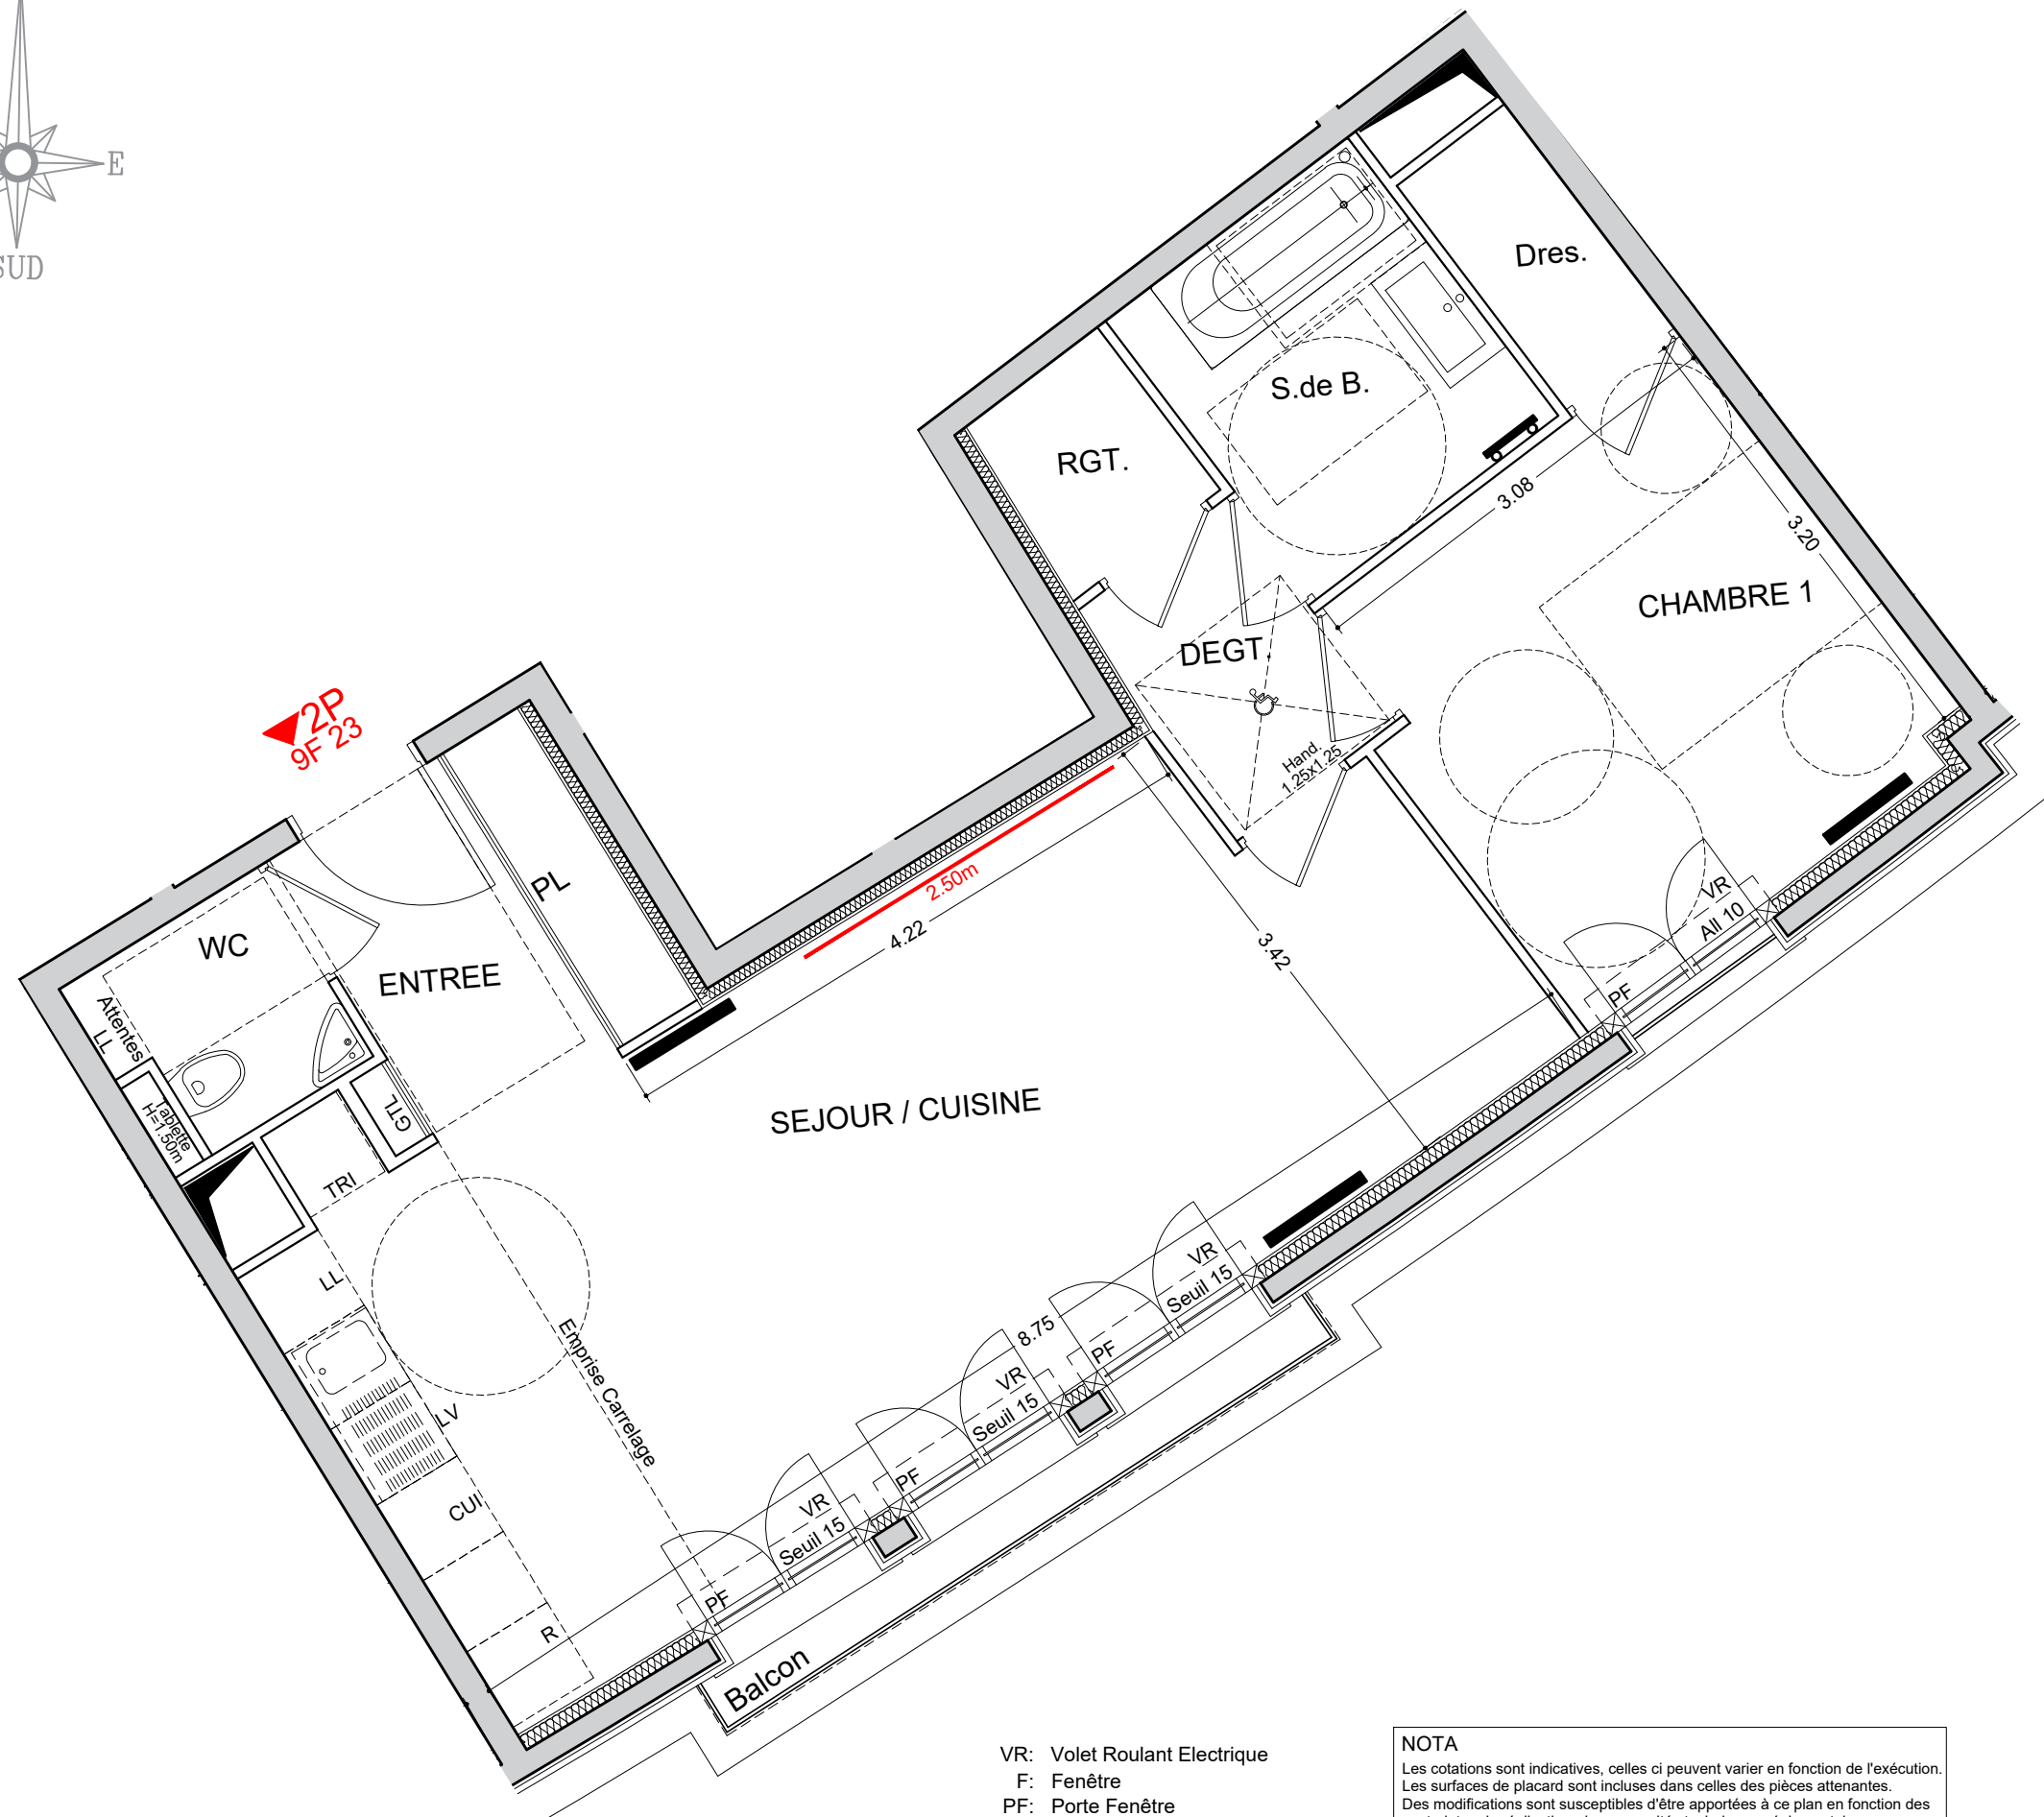 E
SUD
2P
9F 23
Dres.
S.de B.
RGT.
3.08
3.20
CHAMBRE 1
DEGT.
Hand.
1.25x1.25
PL
2.50m
4.22
3.42
WC
ENTREE
Attentes
LL
Tablette
H=1.50m
GTL
TRI
SEJOUR / CUISINE
VR
All 10
PF
LL
LV
CUI
R
Emprise Carrelage
8.75
VR
Seuil 15
PF
VR
Seuil 15
PF
VR
Seuil 15
PF
Balcon
VR: Volet Roulant Electrique
F: Fenêtre
PF: Porte Fenêtre
NOTA
Les cotations sont indicatives, celles ci peuvent varier en fonction de l'exécution.
Les surfaces de placard sont incluses dans celles des pièces attenantes.
Des modifications sont susceptibles d'être apportées à ce plan en fonction des